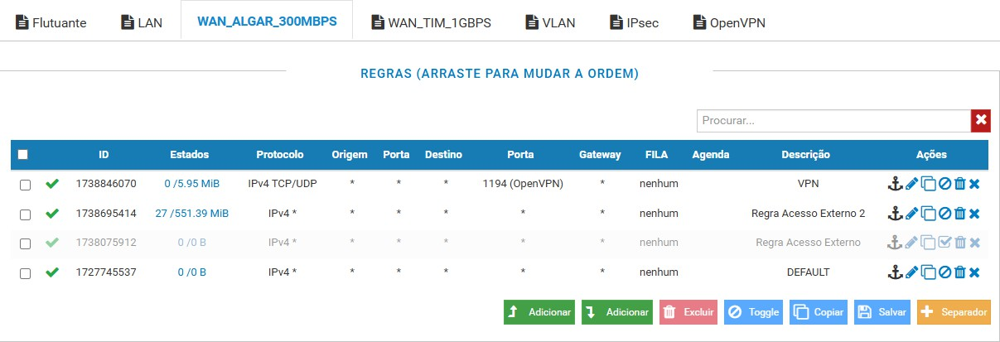 Flutuante LAN WAN_ALGAR_300MBPS WAN_TIM_1GBPS VLAN IPsec OpenVPN
REGRAS (ARRASTE PARA MUDAR A ORDEM)
Procurar...
ID Estados Protocolo Origem Porta Destino Porta Gateway FILA Agenda Descrição Ações
1738846070 0 /5.95 MiB IPv4 TCP/UDP * * * 1194 (OpenVPN) * nenhum VPN
1738695414 27 /551.39 MiB IPv4 * * * * * * nenhum Regra Acesso Externo 2
1738075912 0 /0 B IPv4 * * * * * * nenhum Regra Acesso Externo
1727745537 0 /0 B IPv4 * * * * * * nenhum DEFAULT
Adicionar Adicionar Excluir Toggle Copiar Salvar Separador